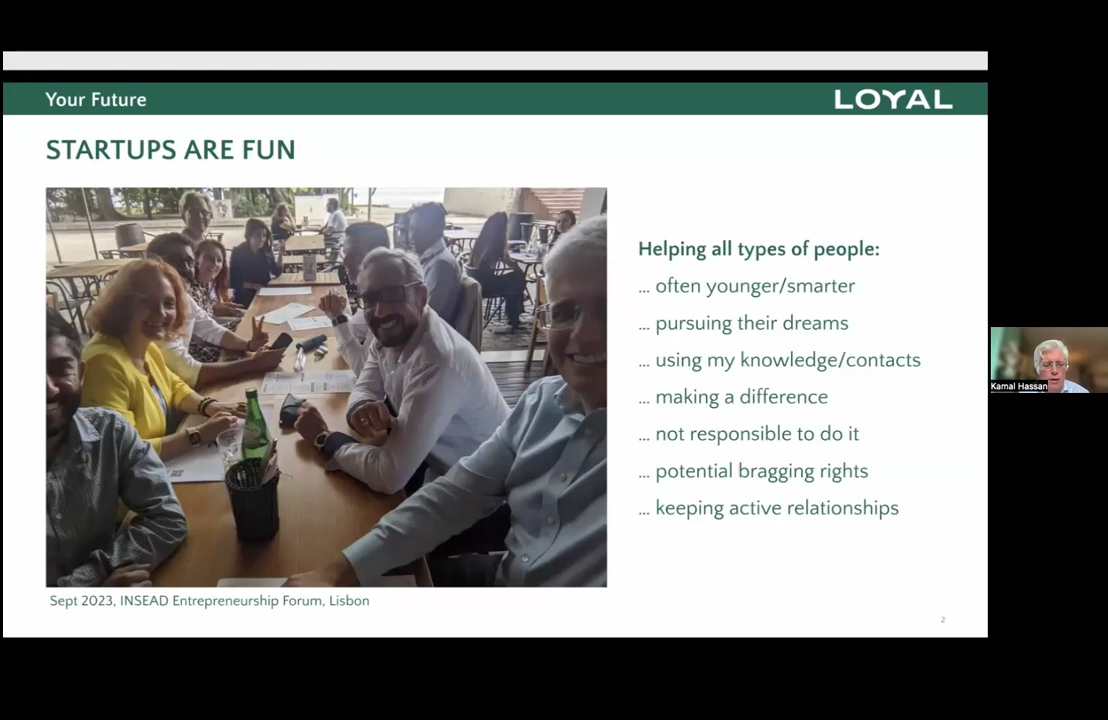 Your Future
LOYAL
STARTUPS ARE FUN
Helping all types of people:
... often younger/smarter
... pursuing their dreams
... using my knowledge/contacts
... making a difference
... not responsible to do it
... potential bragging rights
... keeping active relationships
Kamal Hassan
Sept 2023, INSEAD Entrepreneurship Forum, Lisbon
2